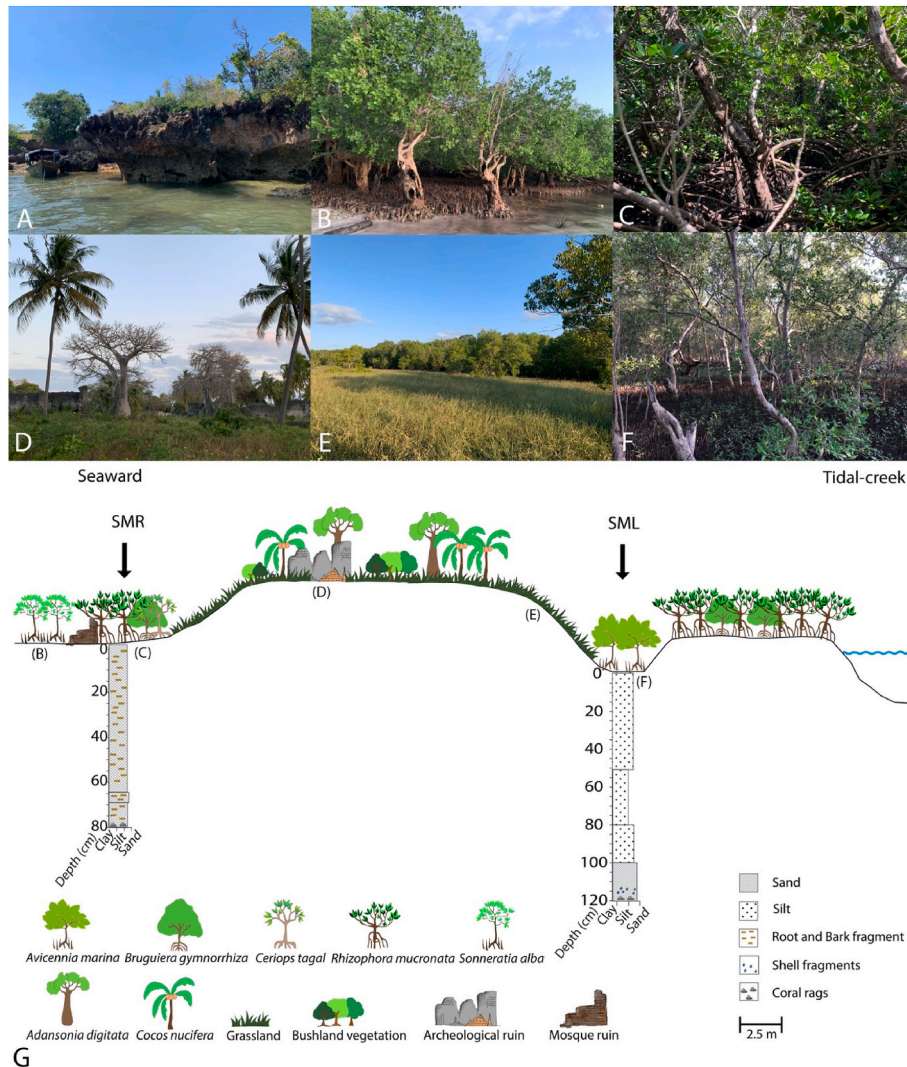 A
B
C
D
E
F
Seaward
Tidal-creek
SMR
SML
(D)
(E)
(B)
(C)
(F)
0
20
40
60
80
Depth (cm)
Clay
Silt
Sand
0
20
40
60
80
100
120
Depth (cm)
Clay
Silt
Sand
Sand
Silt
Root and Bark fragment
Shell fragments
Coral rags
2.5 m
Avicennia marina
Bruguiera gymnorrhiza
Ceriops tagal
Rhizophora mucronata
Sonneratia alba
Adansonia digitata
Cocos nucifera
Grassland
Bushland vegetation
Archeological ruin
Mosque ruin
G